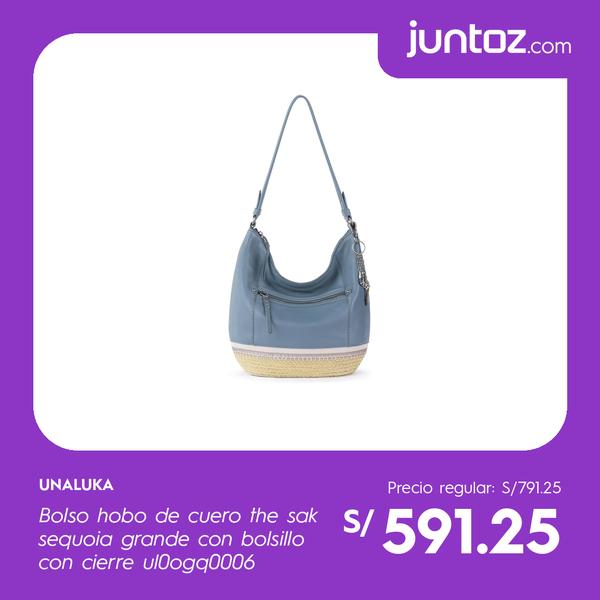 juntoz.com
UNALUKA
Bolso hobo de cuero the sak
sequoia grande con bolsillo
con cierre ul0ogq0006
Precio regular: S/791.25
S/591.25